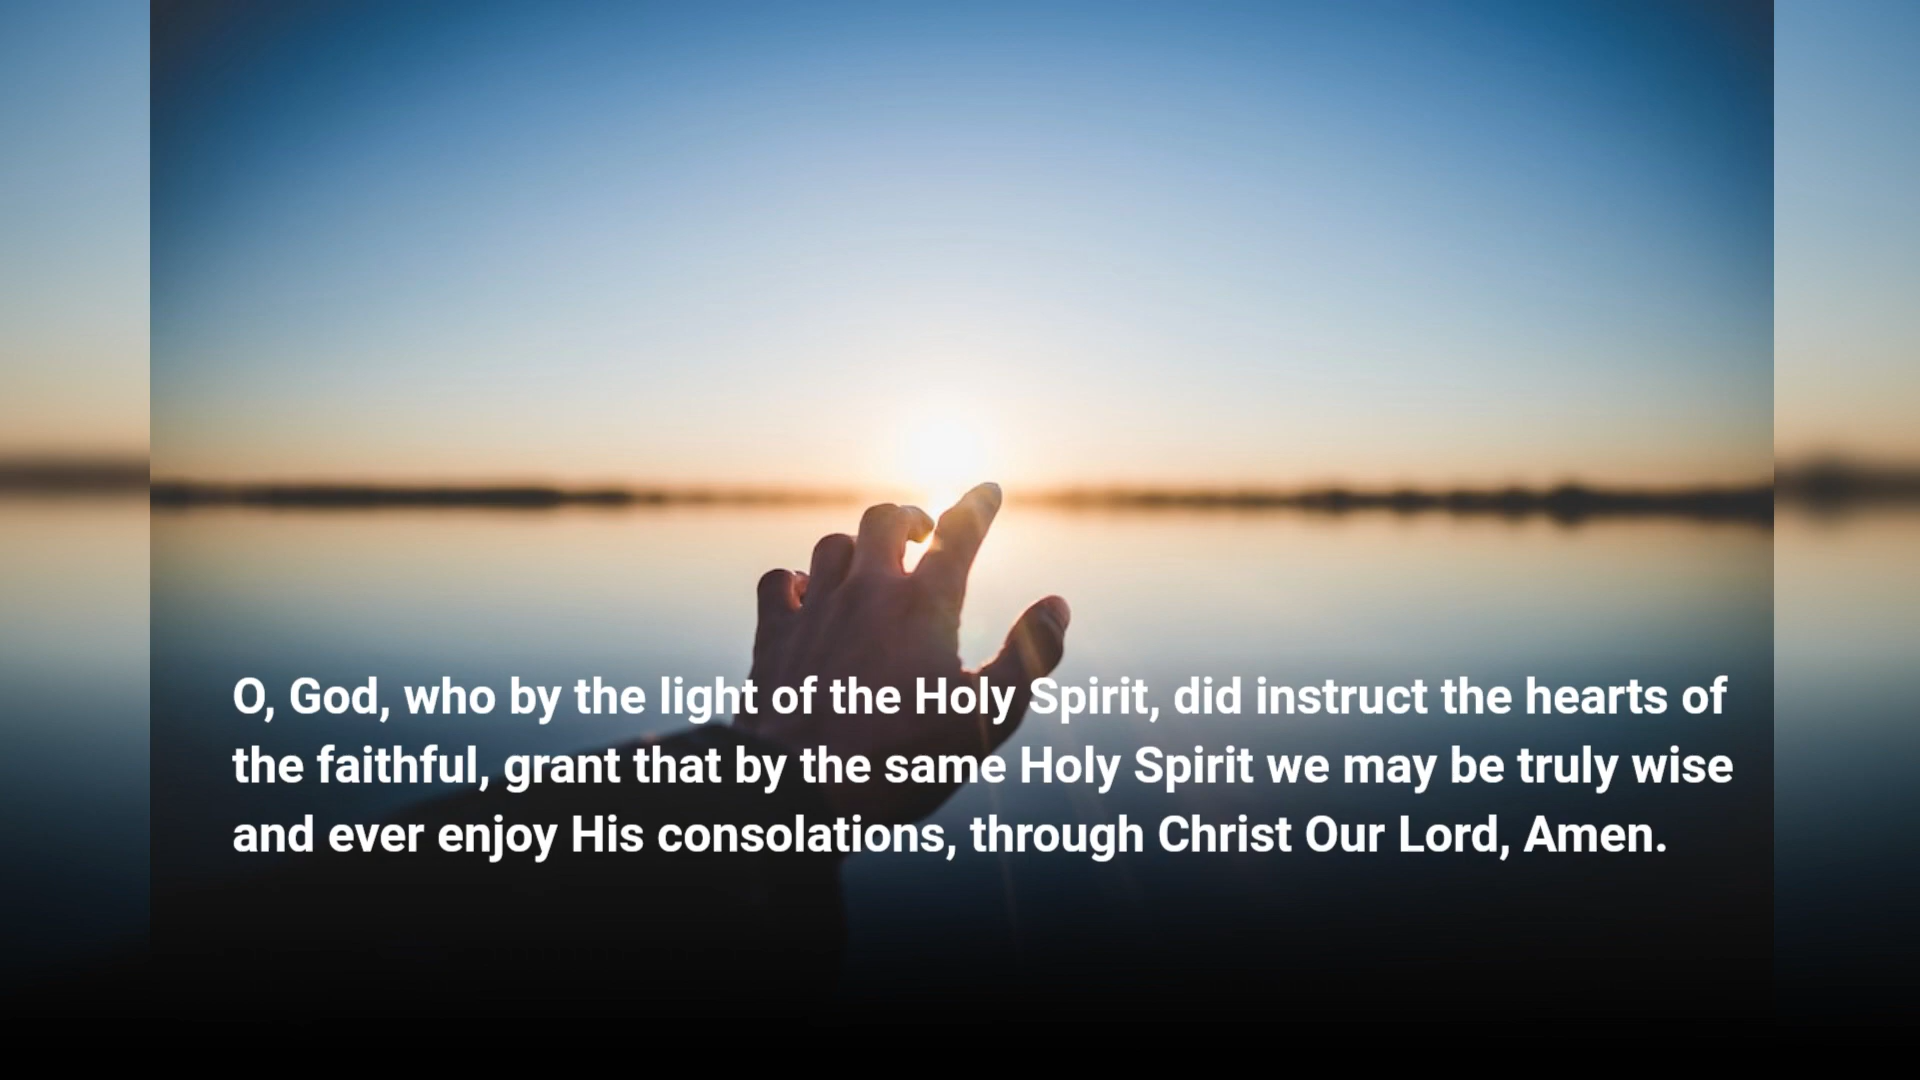 O, God, who by the light of the Holy Spirit, did instruct the hearts of
the faithful, grant that by the same Holy Spirit we may be truly wise
and ever enjoy His consolations, through Christ Our Lord, Amen.